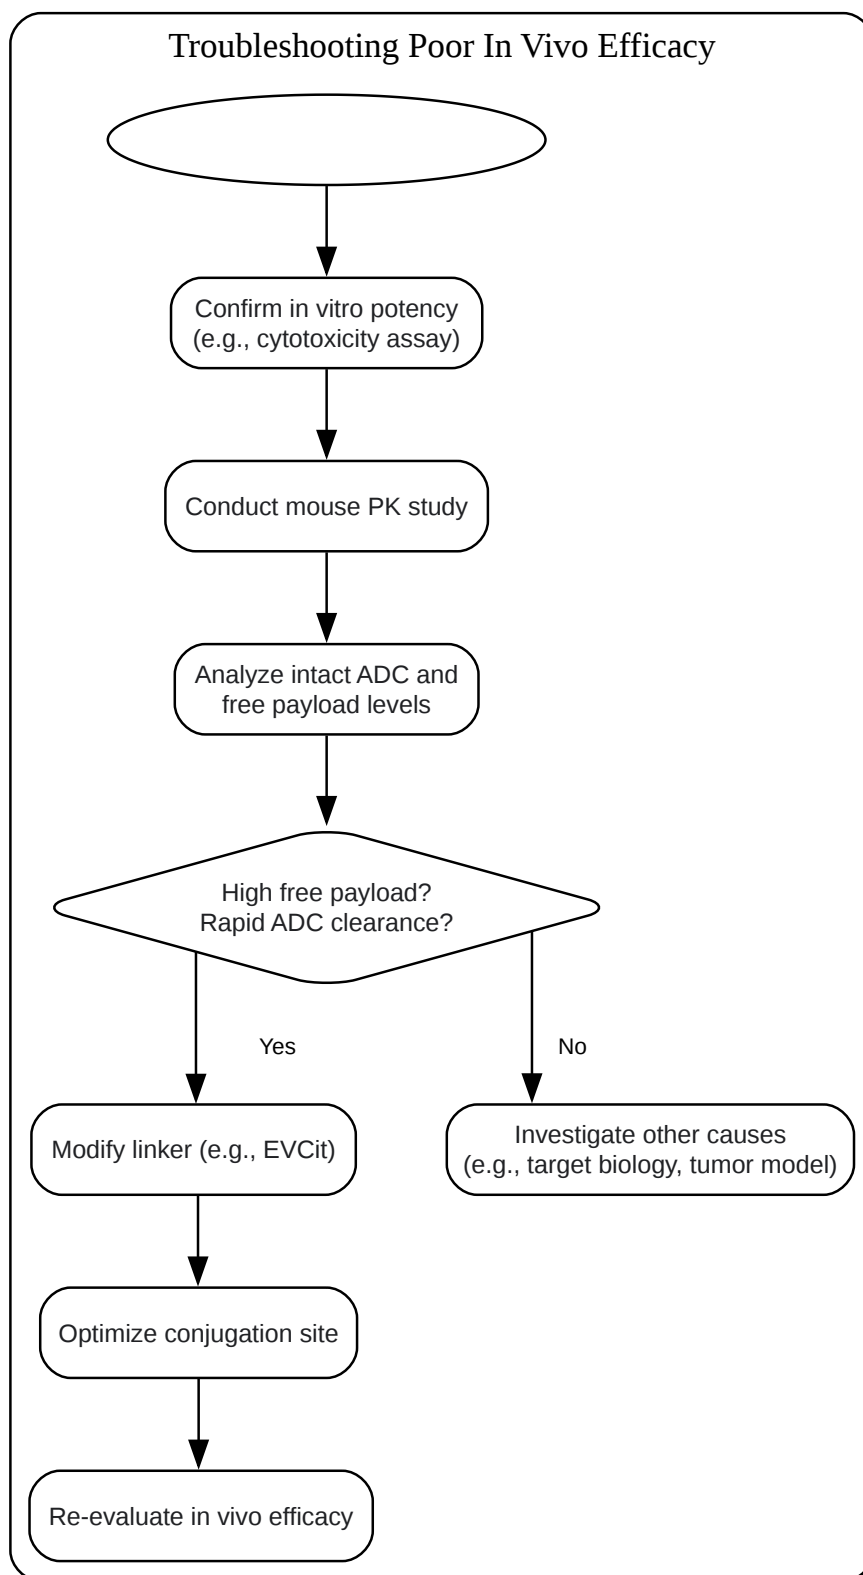 Troubleshooting Poor In Vivo Efficacy
Confirm in vitro potency
(e.g., cytotoxicity assay)
Conduct mouse PK study
Analyze intact ADC and
free payload levels
High free payload?
Rapid ADC clearance?
Yes
No
Modify linker (e.g., EVCit)
Investigate other causes
(e.g., target biology, tumor model)
Optimize conjugation site
Re-evaluate in vivo efficacy